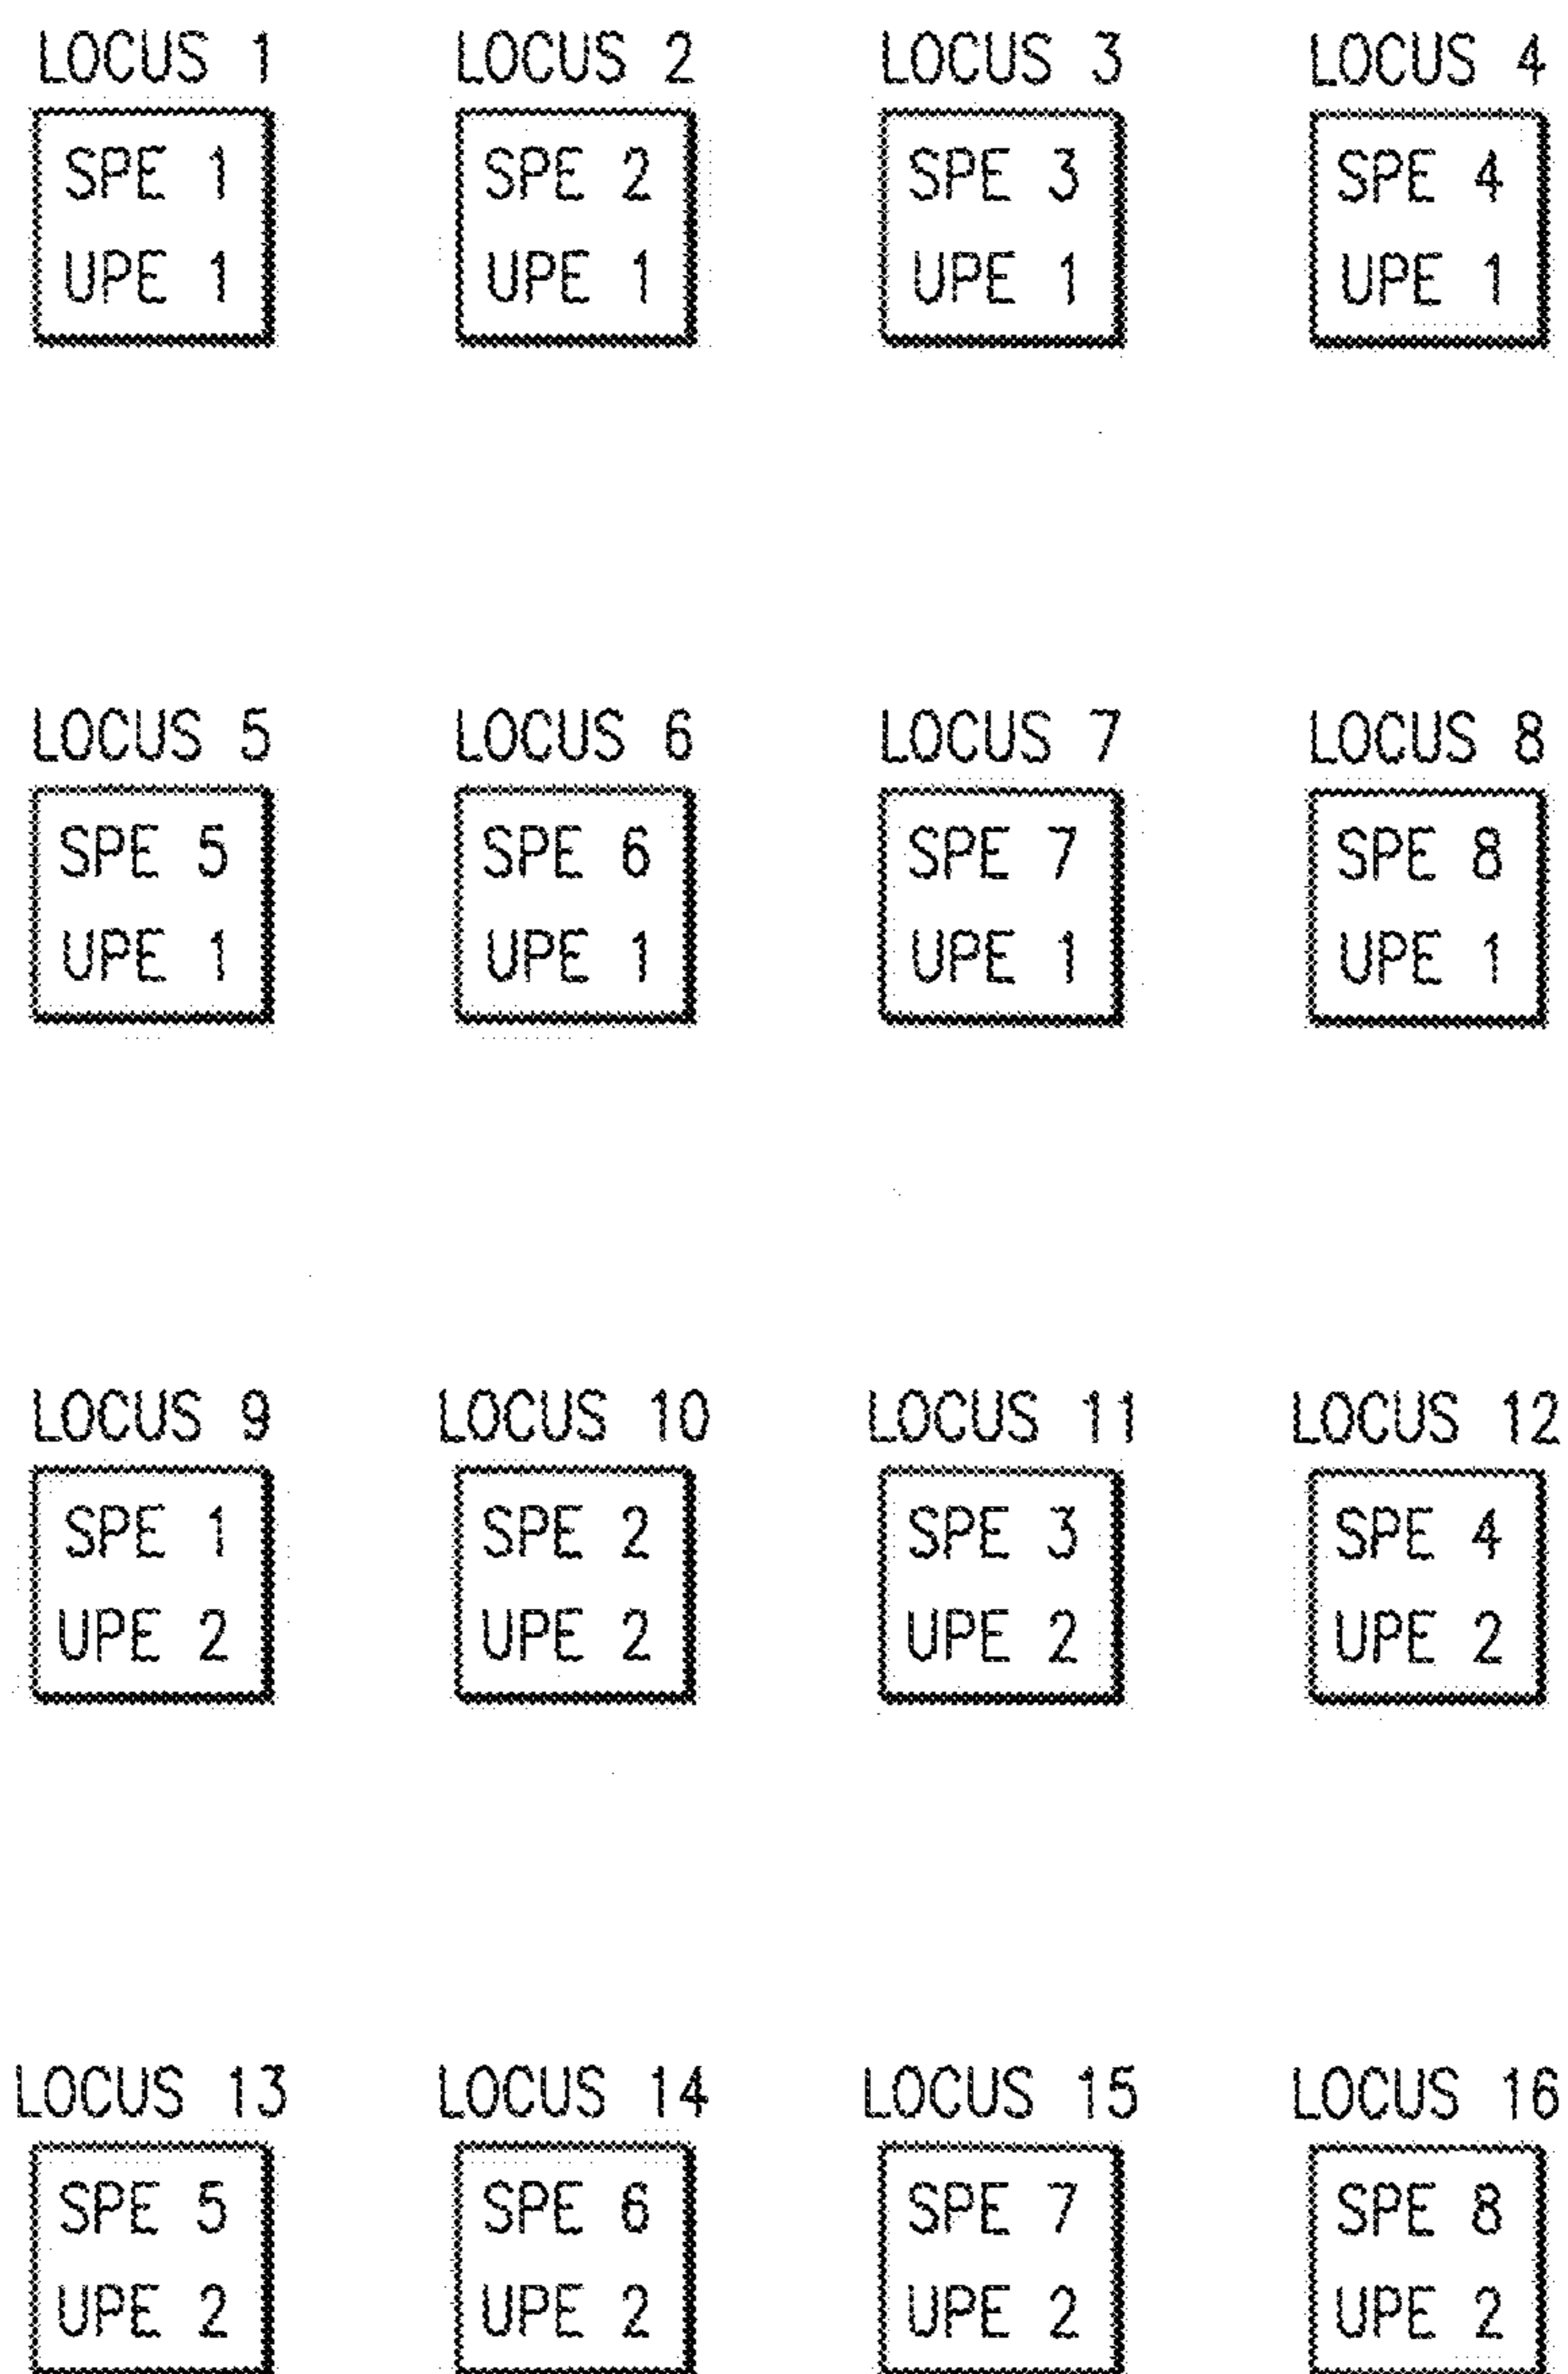 LOCUS 1 LOCUS 2 LOCUS 3 LOCUS 4
SPE 1 SPE 2 SPE 3 SPE 4
UPE 1 UPE 1 UPE 1 UPE 1
LOCUS 5 LOCUS 6 LOCUS 7 LOCUS 8
SPE 5 SPE 6 SPE 7 SPE 8
UPE 1 UPE 1 UPE 1 UPE 1
LOCUS 9 LOCUS 10 LOCUS 11 LOCUS 12
SPE 1 SPE 2 SPE 3 SPE 4
UPE 2 UPE 2 UPE 2 UPE 2
LOCUS 13 LOCUS 14 LOCUS 15 LOCUS 16
SPE 5 SPE 6 SPE 7 SPE 8
UPE 2 UPE 2 UPE 2 UPE 2